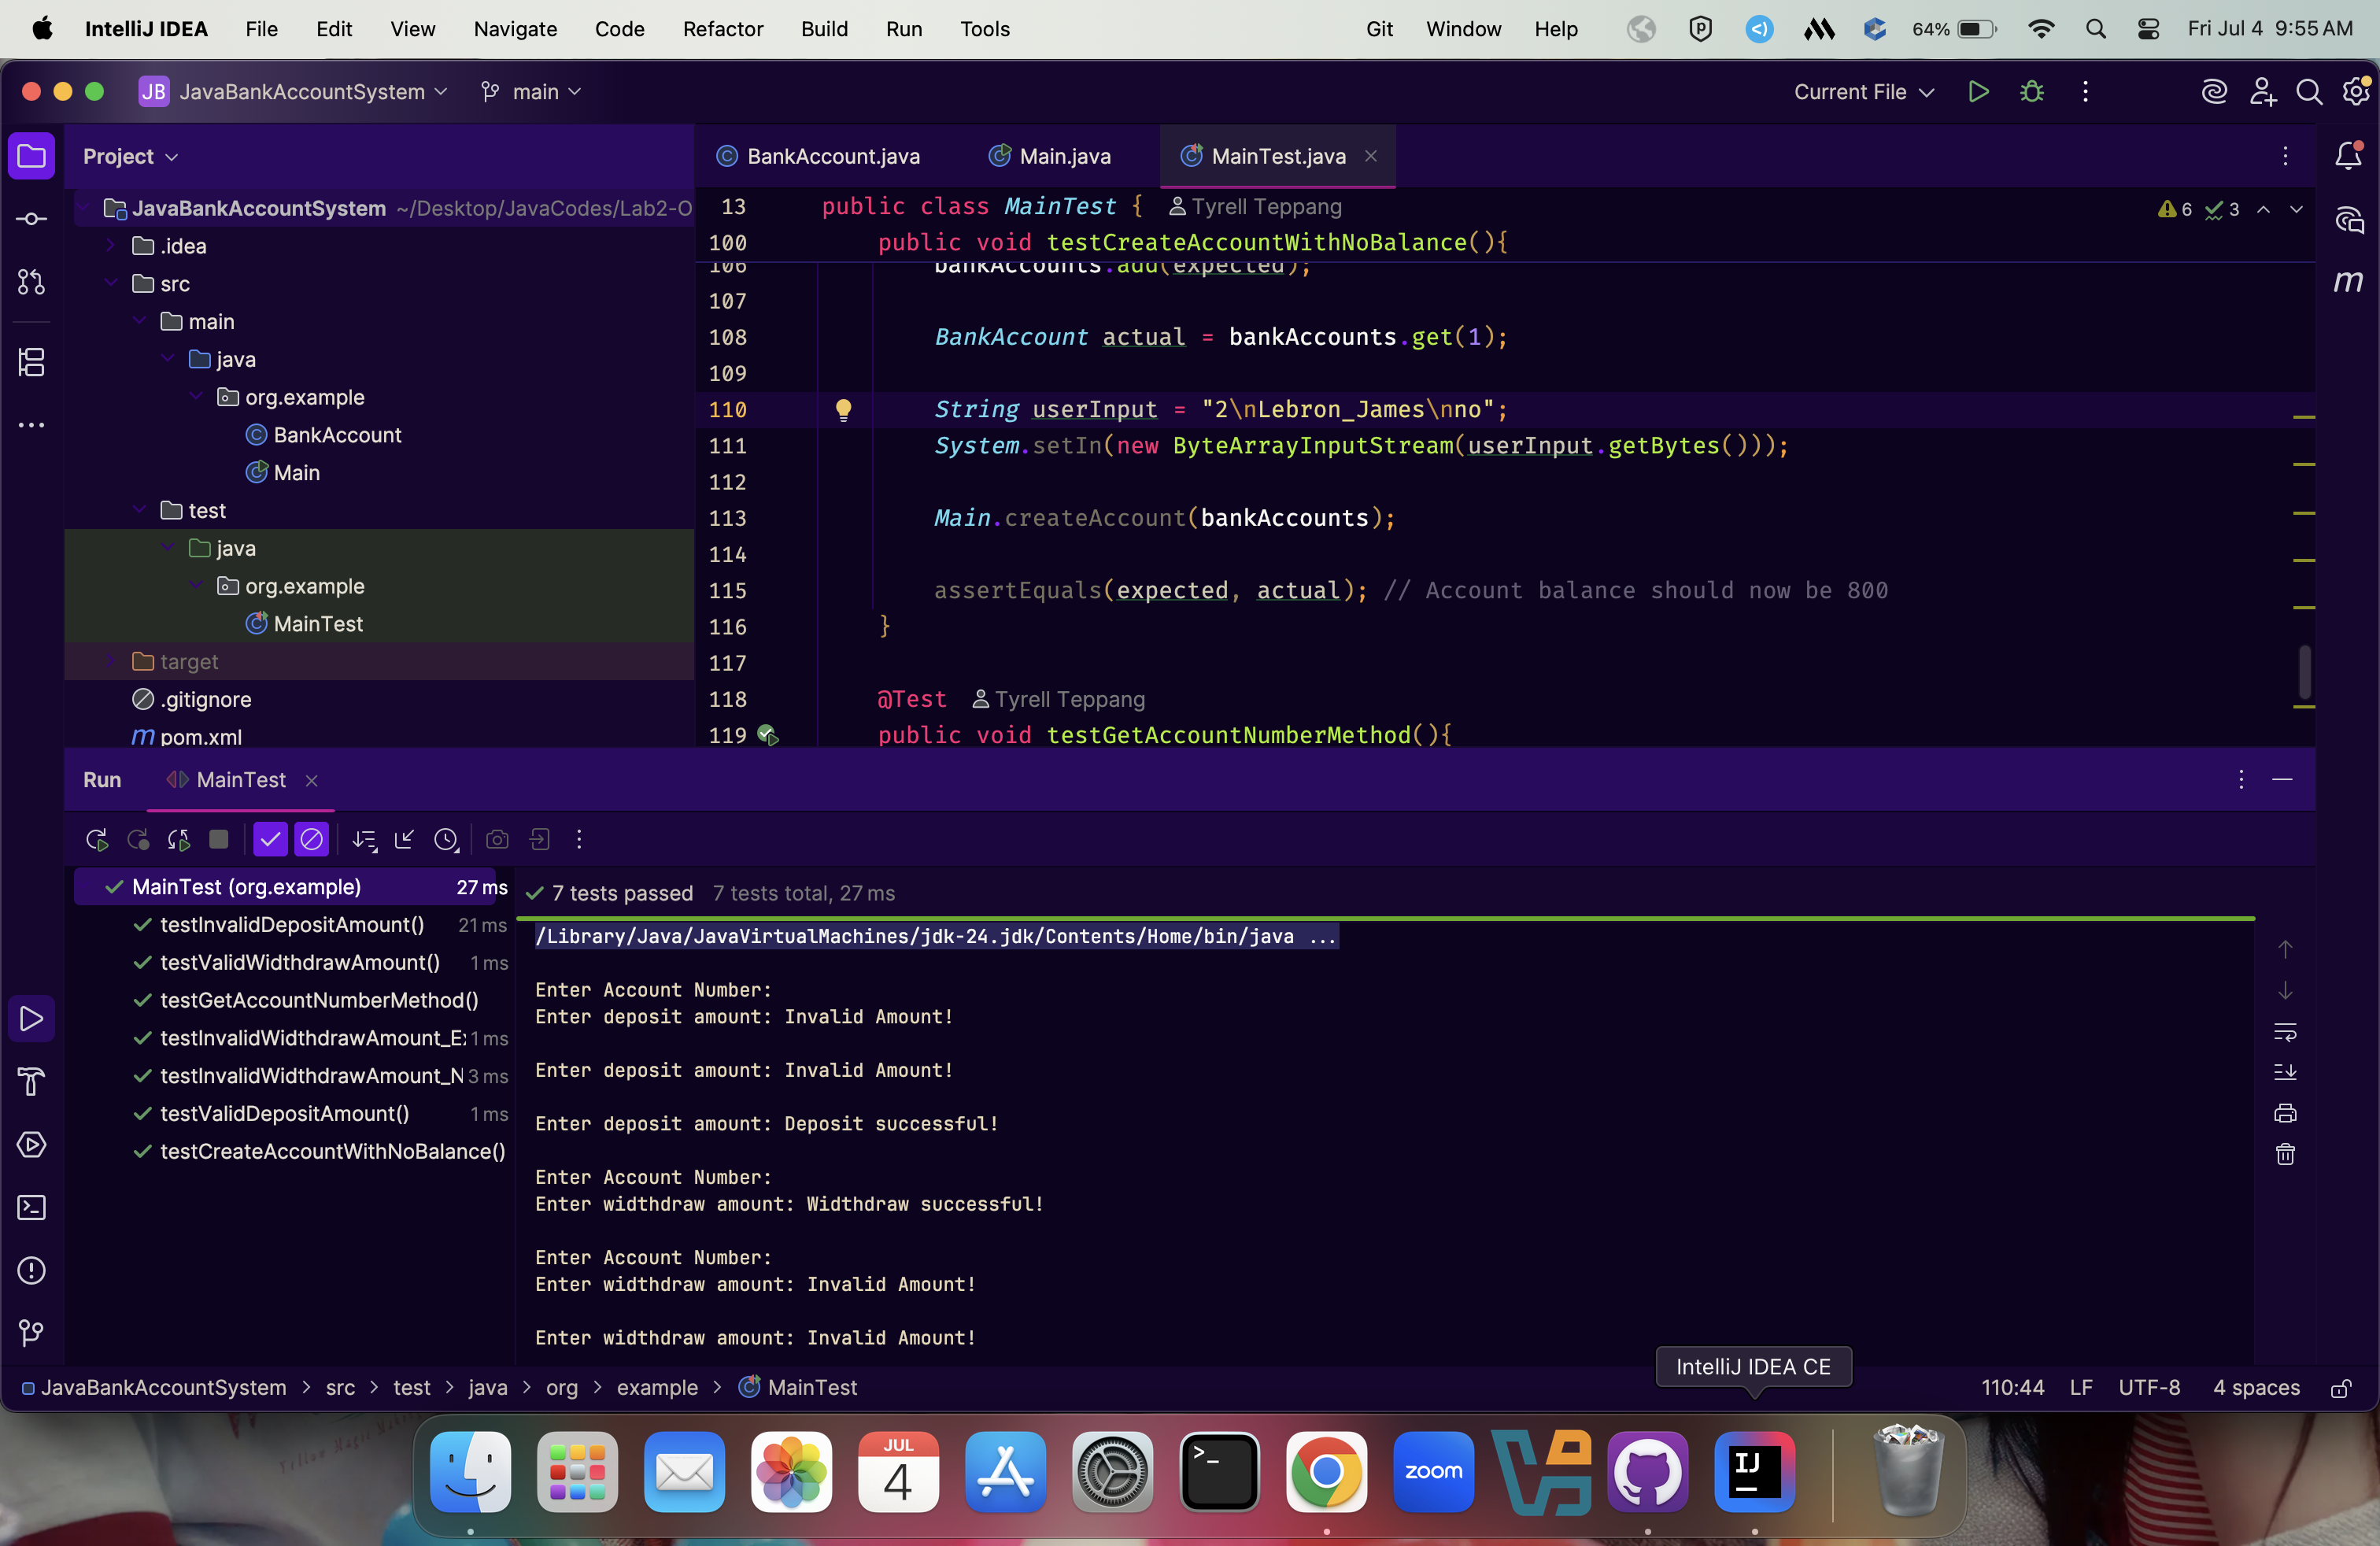 IntelliJ IDEA File Edit View Navigate Code Refactor Build Run Tools Git Window Help 64% Fri Jul 4 9:55 AM
JB JavaBankAccountSystem main Current File
Project
BankAccount.java Main.java MainTest.java
JavaBankAccountSystem ~/Desktop/JavaCodes/Lab2-O
.idea
src
main
java
org.example
BankAccount
Main
test
java
org.example
MainTest
target
.gitignore
pom.xml
13 public class MainTest { Tyrell Teppang
6 3
100 public void testCreateAccountWithNoBalance(){
106 bankAccounts.add(expected);
107
108 BankAccount actual = bankAccounts.get(1);
109
110 String userInput = "2\nLebron_James\nno";
111 System.setIn(new ByteArrayInputStream(userInput.getBytes()));
112
113 Main.createAccount(bankAccounts);
114
115 assertEquals(expected, actual); // Account balance should now be 800
116 }
117
118 @Test Tyrell Teppang
119 public void testGetAccountNumberMethod(){
m
Run MainTest
MainTest (org.example) 27 ms
testInvalidDepositAmount() 21 ms
testValidWidthdrawAmount() 1 ms
testGetAccountNumberMethod()
testInvalidWidthdrawAmount_E 1 ms
testInvalidWidthdrawAmount_N 3 ms
testValidDepositAmount() 1 ms
testCreateAccountWithNoBalance()
7 tests passed 7 tests total, 27 ms
/Library/Java/JavaVirtualMachines/jdk-24.jdk/Contents/Home/bin/java ...
Enter Account Number:
Enter deposit amount: Invalid Amount!
Enter deposit amount: Invalid Amount!
Enter deposit amount: Deposit successful!
Enter Account Number:
Enter widthdraw amount: Widthdraw successful!
Enter Account Number:
Enter widthdraw amount: Invalid Amount!
Enter widthdraw amount: Invalid Amount!
IntelliJ IDEA CE
JavaBankAccountSystem > src > test > java > org > example > MainTest 110:44 LF UTF-8 4 spaces
JUL
4
zoom
IJ